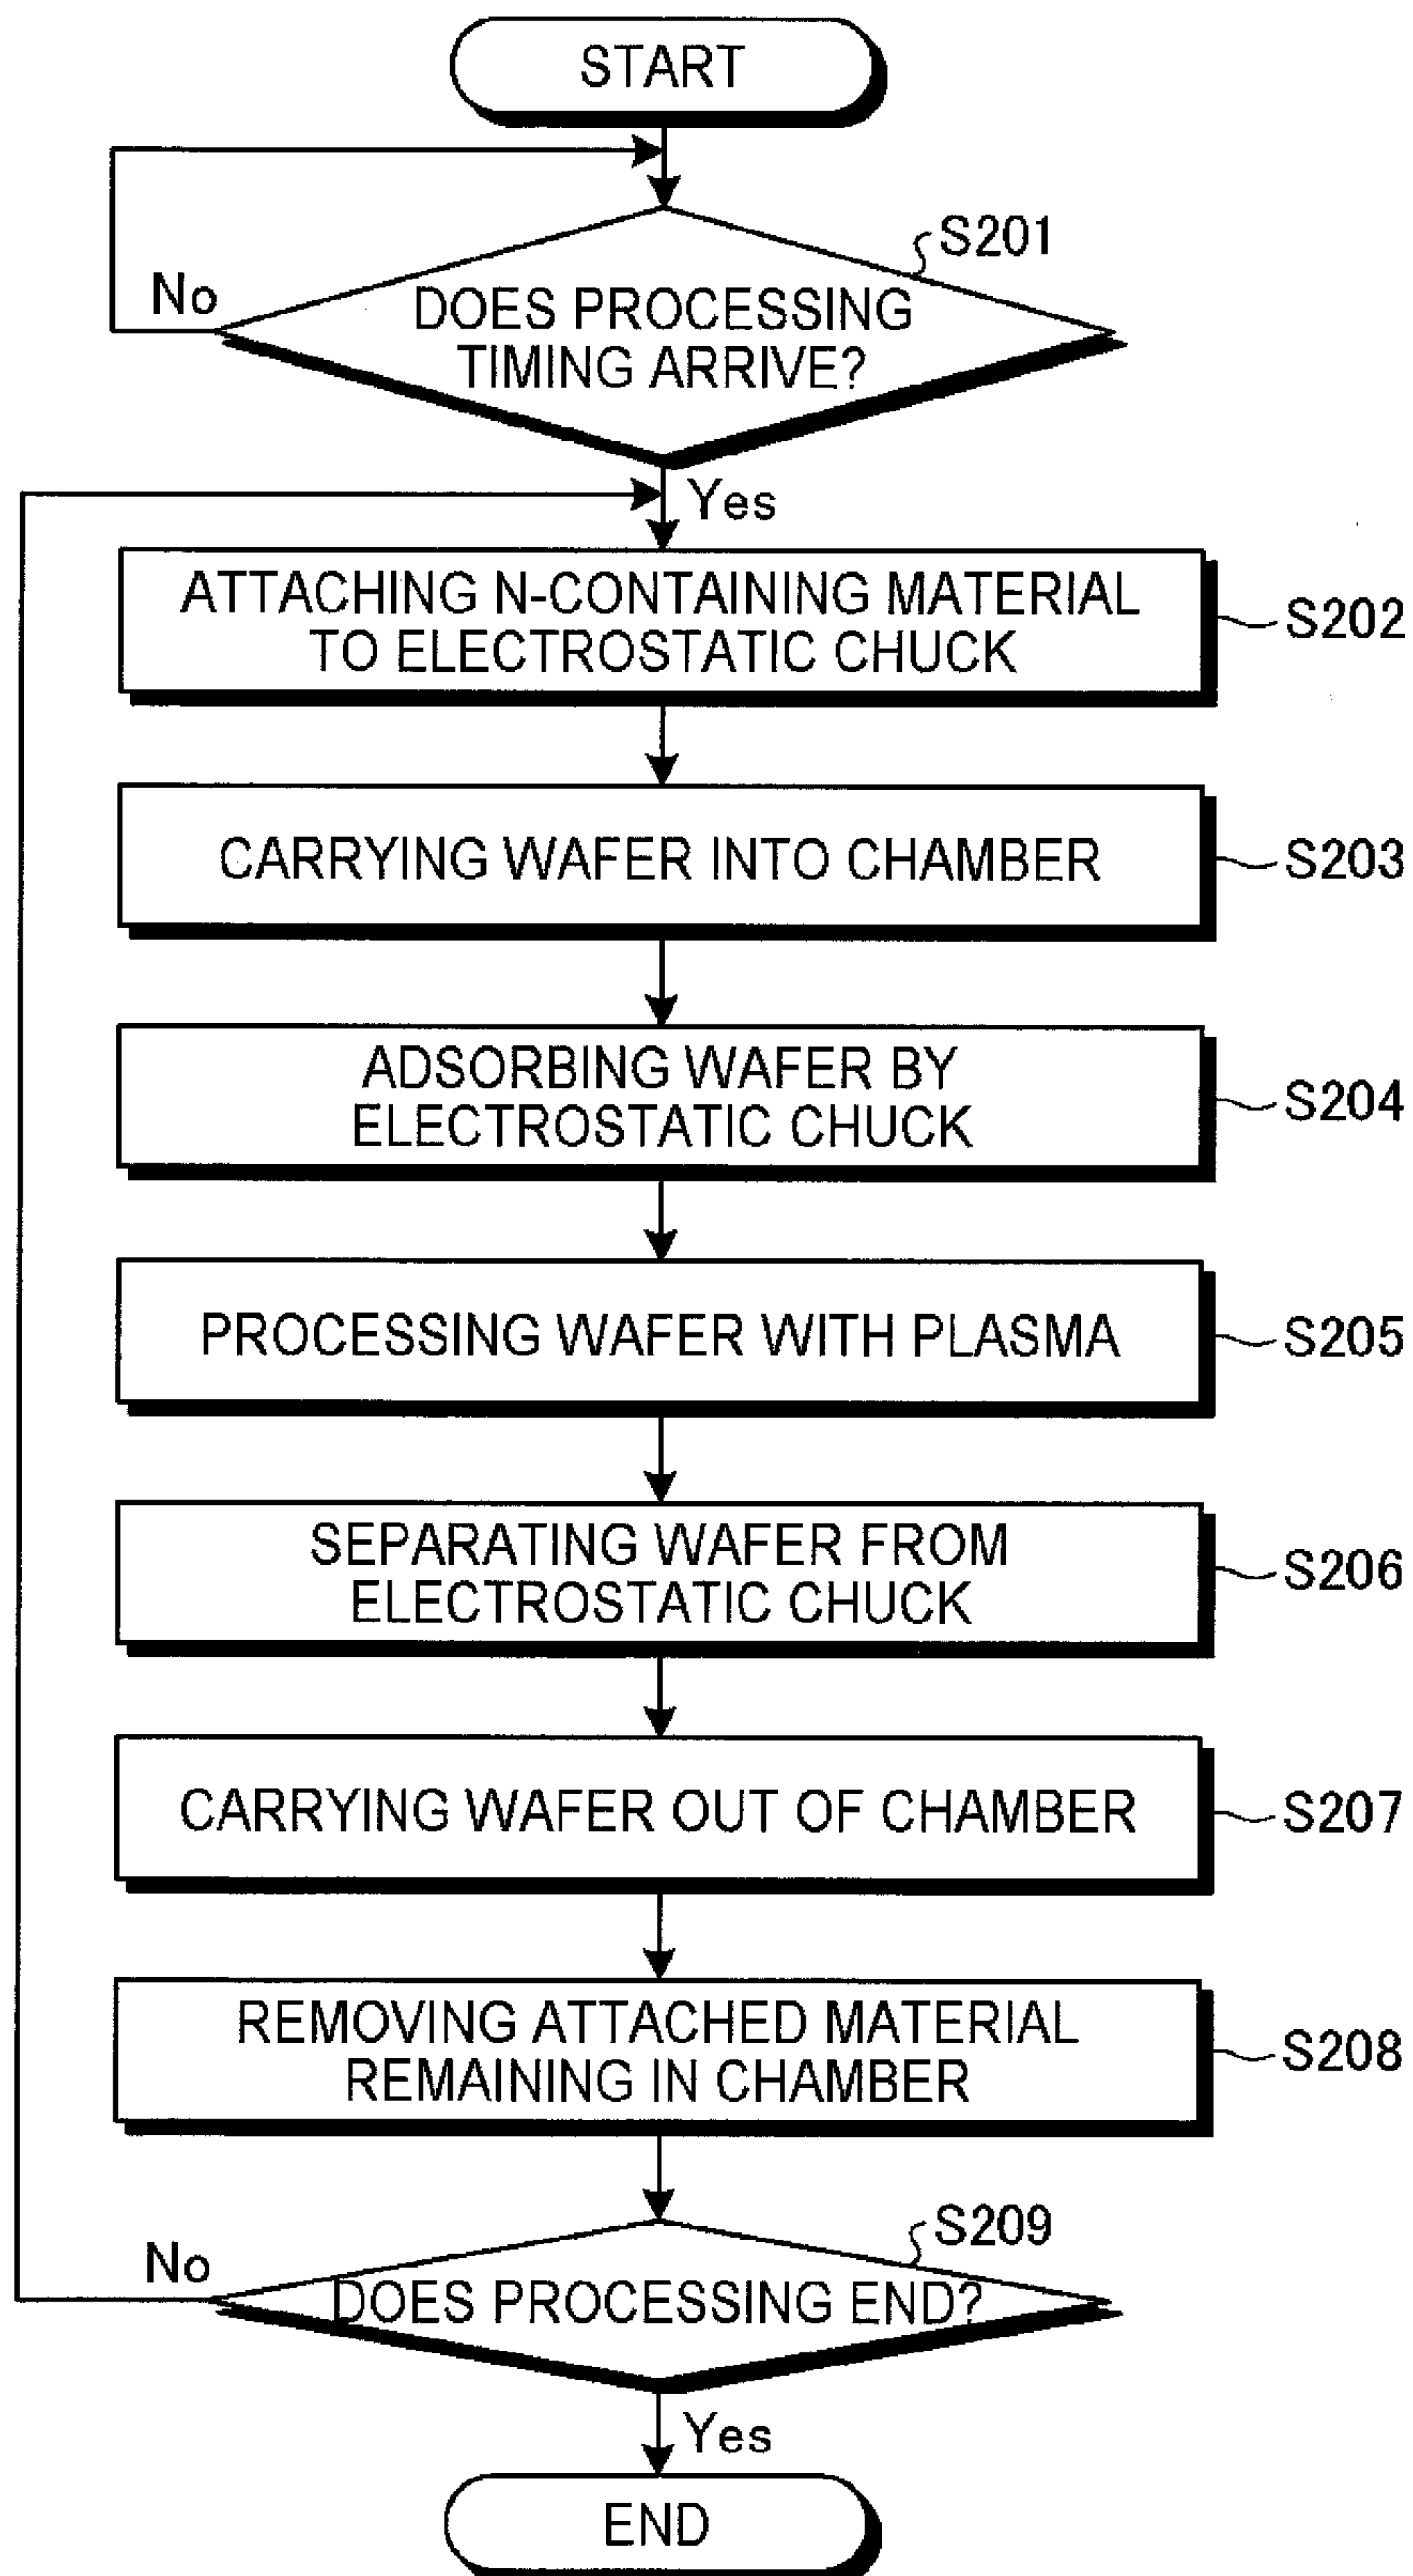 START
S201
No
DOES PROCESSING
TIMING ARRIVE?
Yes
ATTACHING N-CONTAINING MATERIAL
TO ELECTROSTATIC CHUCK
S202
CARRYING WAFER INTO CHAMBER
S203
ADSORBING WAFER BY
ELECTROSTATIC CHUCK
S204
PROCESSING WAFER WITH PLASMA
S205
SEPARATING WAFER FROM
ELECTROSTATIC CHUCK
S206
CARRYING WAFER OUT OF CHAMBER
S207
REMOVING ATTACHED MATERIAL
REMAINING IN CHAMBER
S208
S209
No
DOES PROCESSING END?
Yes
END